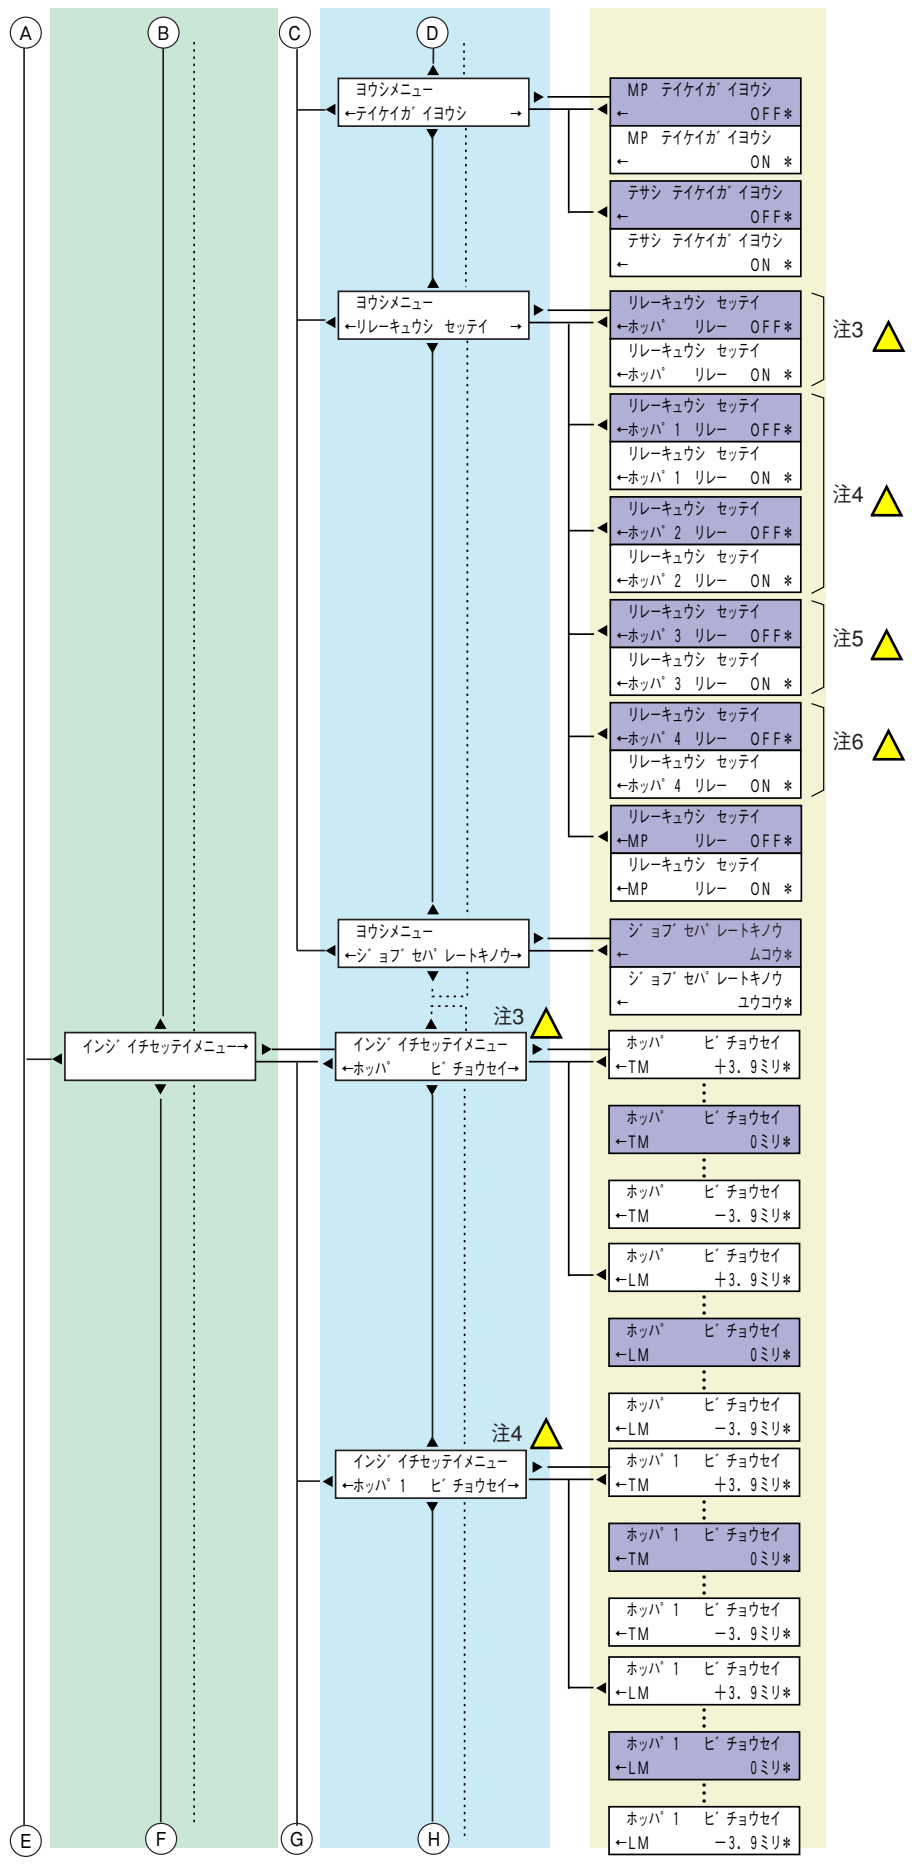 A B C D
ヨウシメニュー
←テイケイガイヨウシ →
MP テイケイガイヨウシ
← OFF*
MP テイケイガイヨウシ
← ON *
テサシ テイケイガイヨウシ
← OFF*
テサシ テイケイガイヨウシ
← ON *
ヨウシメニュー
←リレーキュウシ セッテイ →
リレーキュウシ セッテイ
←ホッパ リレー OFF*
リレーキュウシ セッテイ
←ホッパ リレー ON *
注3
リレーキュウシ セッテイ
←ホッパ1 リレー OFF*
リレーキュウシ セッテイ
←ホッパ1 リレー ON *
リレーキュウシ セッテイ
←ホッパ2 リレー OFF*
リレーキュウシ セッテイ
←ホッパ2 リレー ON *
注4
リレーキュウシ セッテイ
←ホッパ3 リレー OFF*
リレーキュウシ セッテイ
←ホッパ3 リレー ON *
注5
リレーキュウシ セッテイ
←ホッパ4 リレー OFF*
リレーキュウシ セッテイ
←ホッパ4 リレー ON *
注6
リレーキュウシ セッテイ
←MP リレー OFF*
リレーキュウシ セッテイ
←MP リレー ON *
ヨウシメニュー
←ジョブセパレートキノウ→
ジョブセパレートキノウ
← ムコウ*
ジョブセパレートキノウ
← ユウコウ*
インジイチセッテイメニュー→
注3
インジイチセッテイメニュー
←ホッパ ビチョウセイ→
ホッパ ビチョウセイ
←TM +3.9ミリ*
ホッパ ビチョウセイ
←TM 0ミリ*
ホッパ ビチョウセイ
←TM -3.9ミリ*
ホッパ ビチョウセイ
←LM +3.9ミリ*
ホッパ ビチョウセイ
←LM 0ミリ*
ホッパ ビチョウセイ
←LM -3.9ミリ*
注4
インジイチセッテイメニュー
←ホッパ1 ビチョウセイ→
ホッパ1 ビチョウセイ
←TM +3.9ミリ*
ホッパ1 ビチョウセイ
←TM 0ミリ*
ホッパ1 ビチョウセイ
←TM -3.9ミリ*
ホッパ1 ビチョウセイ
←LM +3.9ミリ*
ホッパ1 ビチョウセイ
←LM 0ミリ*
ホッパ1 ビチョウセイ
←LM -3.9ミリ*
E F G H